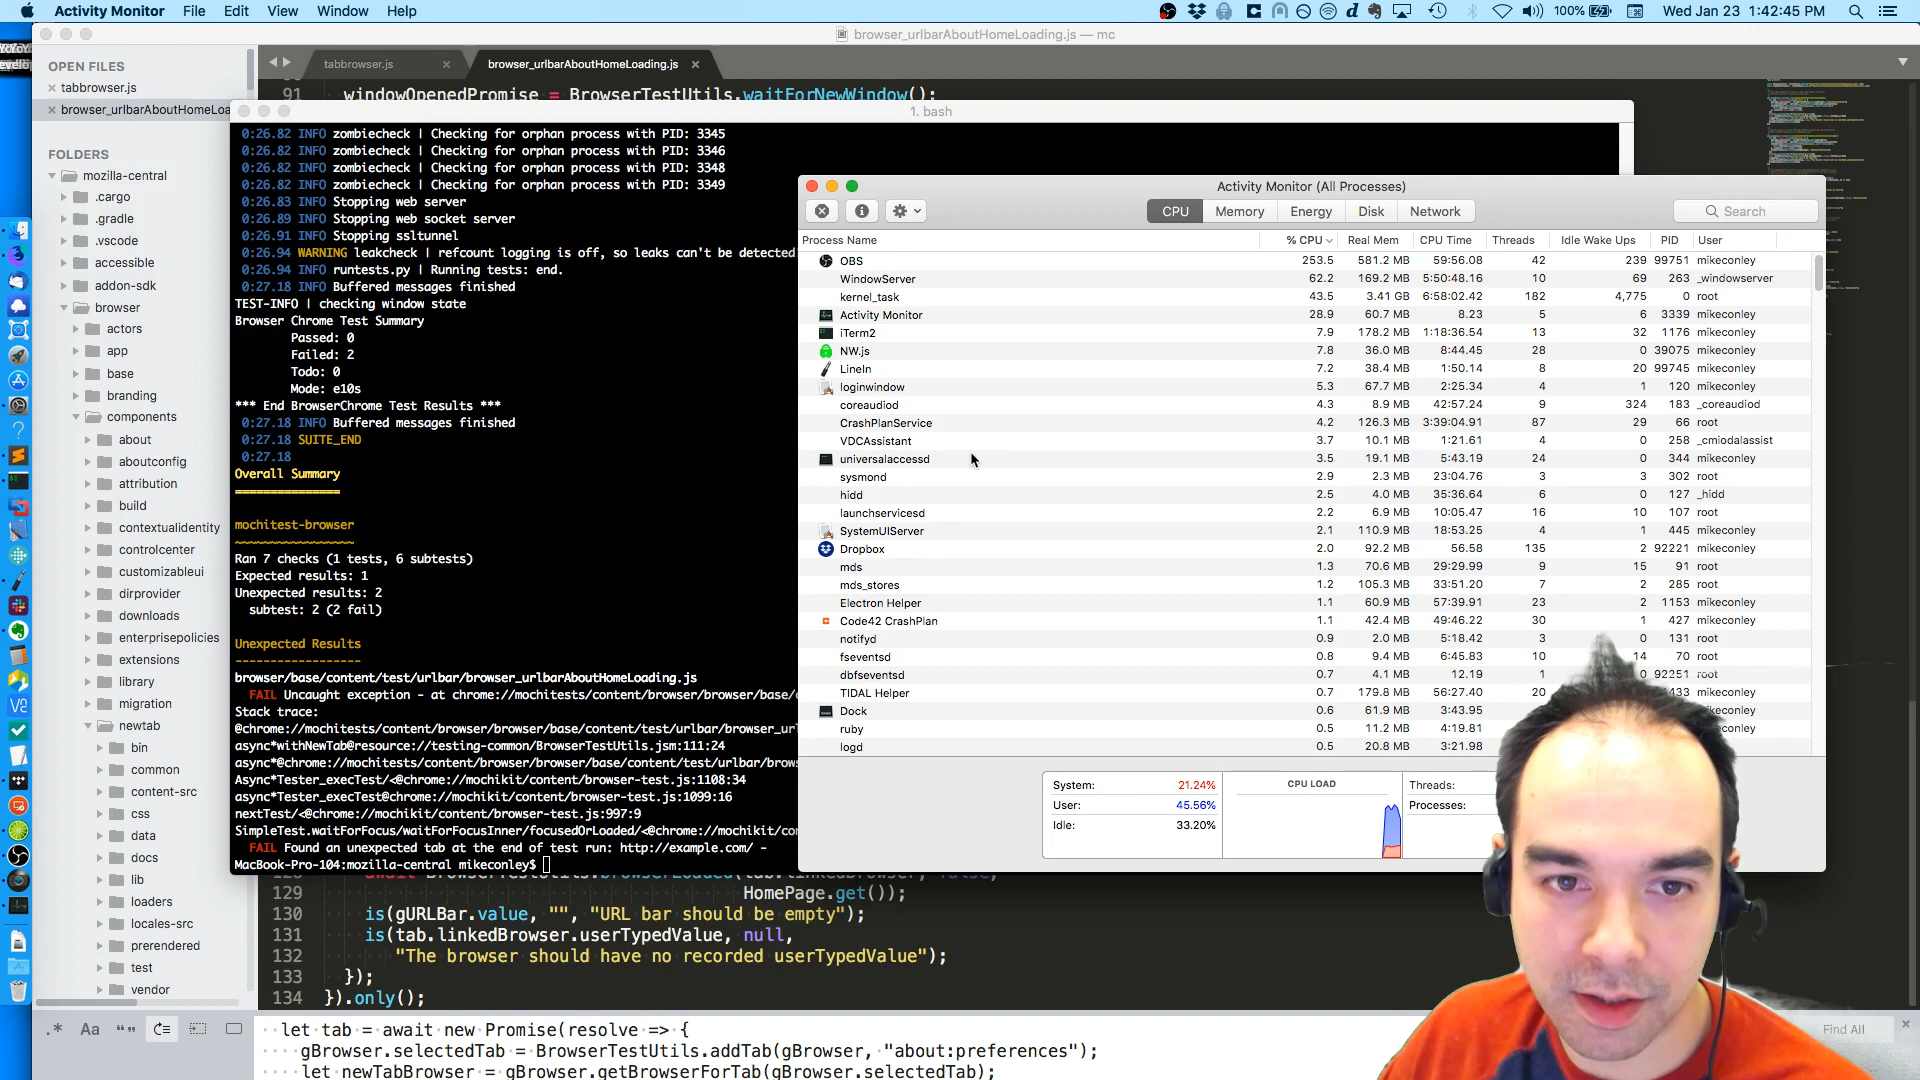 Activity Monitor File Edit View Window Help
100% Wed Jan 23 1:42:45 PM
browser_urlbarAboutHomeLoading.js — mc
OPEN FILES
tabbrowser.js
browser_urlbarAboutHomeLoa
FOLDERS
mozilla-central
.cargo
.gradle
.vscode
accessible
addon-sdk
browser
actors
app
base
branding
components
about
aboutconfig
attribution
build
contextualidentity
controlcenter
customizableui
dirprovider
downloads
enterprisepolicies
extensions
library
migration
newtab
bin
common
content-src
css
data
docs
lib
loaders
locales-src
prerendered
test
vendor
tabbrowser.js browser_urlbarAboutHomeLoading.js
91 windowOpenedPromise = BrowserTestUtils.waitForNewWindow();
1. bash
0:26.82 INFO zombiecheck | Checking for orphan process with PID: 3345
0:26.82 INFO zombiecheck | Checking for orphan process with PID: 3346
0:26.82 INFO zombiecheck | Checking for orphan process with PID: 3348
0:26.82 INFO zombiecheck | Checking for orphan process with PID: 3349
0:26.83 INFO Stopping web server
0:26.89 INFO Stopping web socket server
0:26.91 INFO Stopping ssltunnel
0:26.94 WARNING leakcheck | refcount logging is off, so leaks can't be detected
0:26.94 INFO runtests.py | Running tests: end.
0:27.18 INFO Buffered messages finished
TEST-INFO | checking window state
Browser Chrome Test Summary
Passed: 0
Failed: 2
Todo: 0
Mode: e10s
*** End BrowserChrome Test Results ***
0:27.18 INFO Buffered messages finished
0:27.18 SUITE_END
0:27.18
Overall Summary
===============
mochitest-browser
~~~~~~~~~~~~~~~~~
Ran 7 checks (1 tests, 6 subtests)
Expected results: 1
Unexpected results: 2
subtest: 2 (2 fail)
Unexpected Results
------------------
browser/base/content/test/urlbar/browser_urlbarAboutHomeLoading.js
FAIL Uncaught exception - at chrome://mochitests/content/browser/browser/base/
Stack trace:
@chrome://mochitests/content/browser/browser/base/content/test/urlbar/browser_url
async*withNewTab@resource://testing-common/BrowserTestUtils.jsm:111:24
async*@chrome://mochitests/content/browser/browser/base/content/test/urlbar/brows
Async*Tester_execTest/<@chrome://mochikit/content/browser-test.js:1108:34
async*Tester_execTest@chrome://mochikit/content/browser-test.js:1099:16
nextTest/<@chrome://mochikit/content/browser-test.js:997:9
SimpleTest.waitForFocus/waitForFocusInner/focusedOrLoaded/<@chrome://mochikit/con
FAIL Found an unexpected tab at the end of test run: http://example.com/ -
MacBook-Pro-104:mozilla-central mikeconley$
Activity Monitor (All Processes)
CPU Memory Energy Disk Network Search
Process Name % CPU Real Mem CPU Time Threads Idle Wake Ups PID User
OBS 253.5 581.2 MB 59:56.08 42 239 99751 mikeconley
WindowServer 62.2 169.2 MB 5:50:48.16 10 69 263 _windowserver
kernel_task 43.5 3.41 GB 6:58:02.42 182 4,775 0 root
Activity Monitor 28.9 60.7 MB 8.23 5 6 3339 mikeconley
iTerm2 7.9 178.2 MB 1:18:36.54 13 32 1176 mikeconley
NW.js 7.8 36.0 MB 8:44.45 28 0 39075 mikeconley
LineIn 7.2 38.4 MB 1:50.14 8 20 99745 mikeconley
loginwindow 5.3 67.7 MB 2:25.34 4 1 120 mikeconley
coreaudiod 4.3 8.9 MB 42:57.24 9 324 183 _coreaudiod
CrashPlanService 4.2 126.3 MB 3:39:04.91 87 29 66 root
VDCAssistant 3.7 10.1 MB 1:21.61 4 0 258 _cmiodalassist
universalaccessd 3.5 19.1 MB 5:43.19 24 0 344 mikeconley
sysmond 2.9 2.3 MB 23:04.76 3 3 302 root
hidd 2.5 4.0 MB 35:36.64 6 0 127 _hidd
launchservicesd 2.2 6.9 MB 10:05.47 16 10 107 root
SystemUIServer 2.1 110.9 MB 18:53.25 4 1 445 mikeconley
Dropbox 2.0 92.2 MB 56.58 135 2 92221 mikeconley
mds 1.3 70.6 MB 29:29.99 9 15 91 root
mds_stores 1.2 105.3 MB 33:51.20 7 2 285 root
Electron Helper 1.1 60.9 MB 57:39.91 23 2 1153 mikeconley
Code42 CrashPlan 1.1 42.4 MB 49:46.22 30 1 427 mikeconley
notifyd 0.9 2.0 MB 5:18.42 3 0 131 root
fseventsd 0.8 9.4 MB 6:45.83 10 14 70 root
dbfseventsd 0.7 4.1 MB 12.19 1 0 92251 root
TIDAL Helper 0.7 179.8 MB 56:27.40 20 433 mikeconley
Dock 0.6 61.9 MB 3:43.95 conley
ruby 0.5 11.2 MB 4:19.81 conley
logd 0.5 20.8 MB 3:21.98
System: 21.24% CPU LOAD Threads:
User: 45.56% Processes:
Idle: 33.20%
129 HomePage.get());
130 is(gURLBar.value, "", "URL bar should be empty");
131 is(tab.linkedBrowser.userTypedValue, null,
132 "The browser should have no recorded userTypedValue");
133 });
134 }).only();
let tab = await new Promise(resolve => {
gBrowser.selectedTab = BrowserTestUtils.addTab(gBrowser, "about:preferences");
let newTabBrowser = gBrowser.getBrowserForTab(gBrowser.selectedTab);
Find All